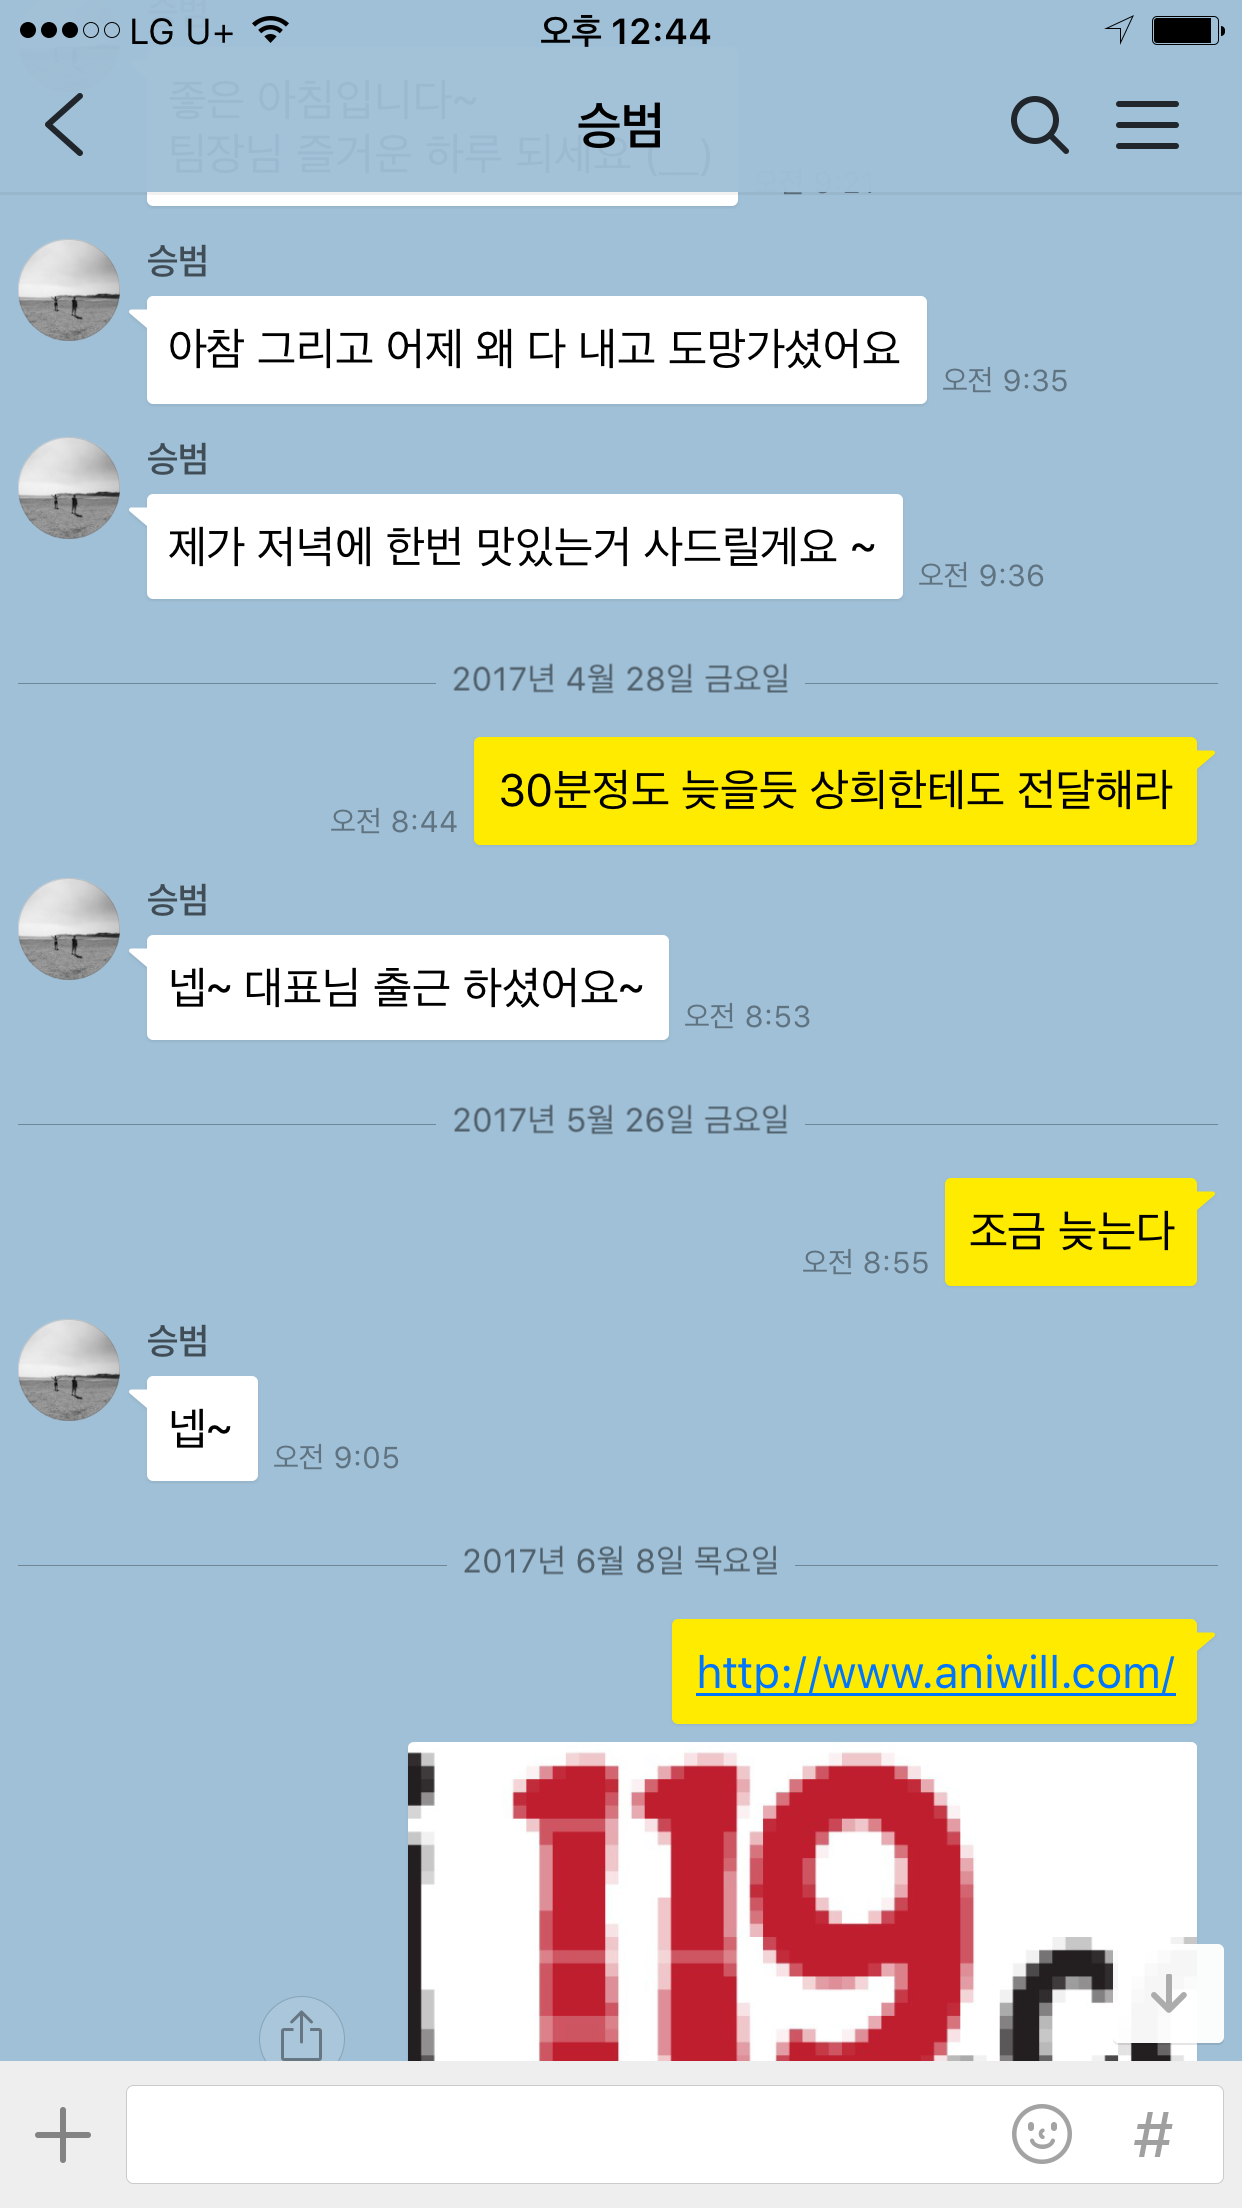 LG U+ 오후 12:44
승범
좋은 아침입니다~
팀장님 즐거운 하루 되세요 (__)
오전 9:21
승범
아참 그리고 어제 왜 다 내고 도망가셨어요
오전 9:35
승범
제가 저녁에 한번 맛있는거 사드릴게요 ~
오전 9:36
2017년 4월 28일 금요일
30분정도 늦을듯 상희한테도 전달해라
오전 8:44
승범
넵~ 대표님 출근 하셨어요~
오전 8:53
2017년 5월 26일 금요일
조금 늦는다
오전 8:55
승범
넵~
오전 9:05
2017년 6월 8일 목요일
http://www.aniwill.com/
119.c
#